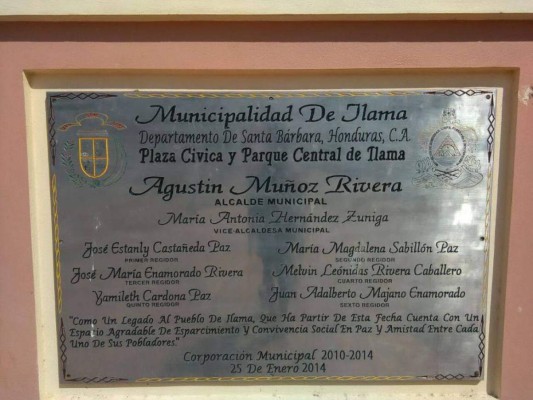 Municipalidad De Ilama
Departamento De Santa Bárbara, Honduras, C.A
Plaza Civica y Parque Central de Ilama
Agustin Muñoz Rivera
ALCALDE MUNICIPAL
Maria Antonia Hernández Zuniga
VICE-ALCALDESA MUNICIPAL
José Estanly Castañeda Paz María Magdalena Sabillón Paz
PRIMER REGIDOR SEGUNDO REGIDOR
José María Enamorado Rivera Melvin Leónidas Rivera Caballero
TERCER REGIDOR CUARTO REGIDOR
Yamileth Cardona Paz Juan Adalberto Majano Enamorado
QUINTO REGIDOR SEXTO REGIDOR
"Como Un Legado Al Pueblo De Ilama, Que Ha Partir De Esta Fecha Cuenta Con Un
Espacio Agradable De Esparcimiento Y Convivencia Social En Paz Y Amistad Entre Cada
Uno De Sus Pobladores."
Corporación Municipal 2010-2014
25 De Enero 2014